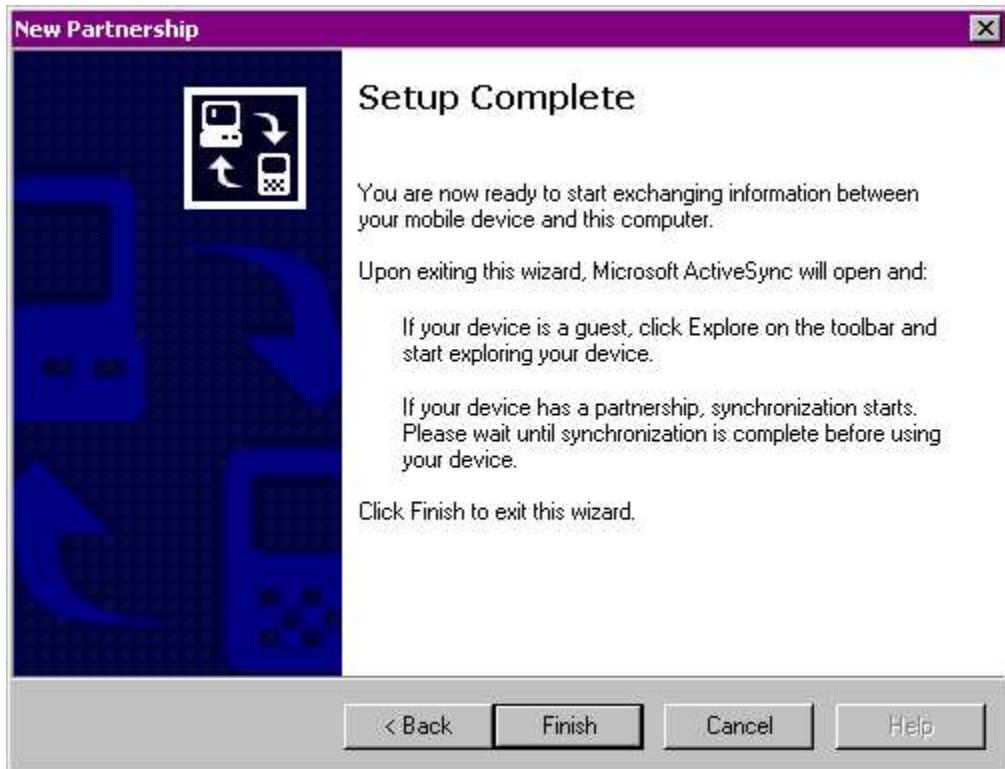 New Partnership
Setup Complete
You are now ready to start exchanging information between
your mobile device and this computer.
Upon exiting this wizard, Microsoft ActiveSync will open and:
If your device is a guest, click Explore on the toolbar and
start exploring your device.
If your device has a partnership, synchronization starts.
Please wait until synchronization is complete before using
your device.
Click Finish to exit this wizard.
< Back Finish Cancel Help